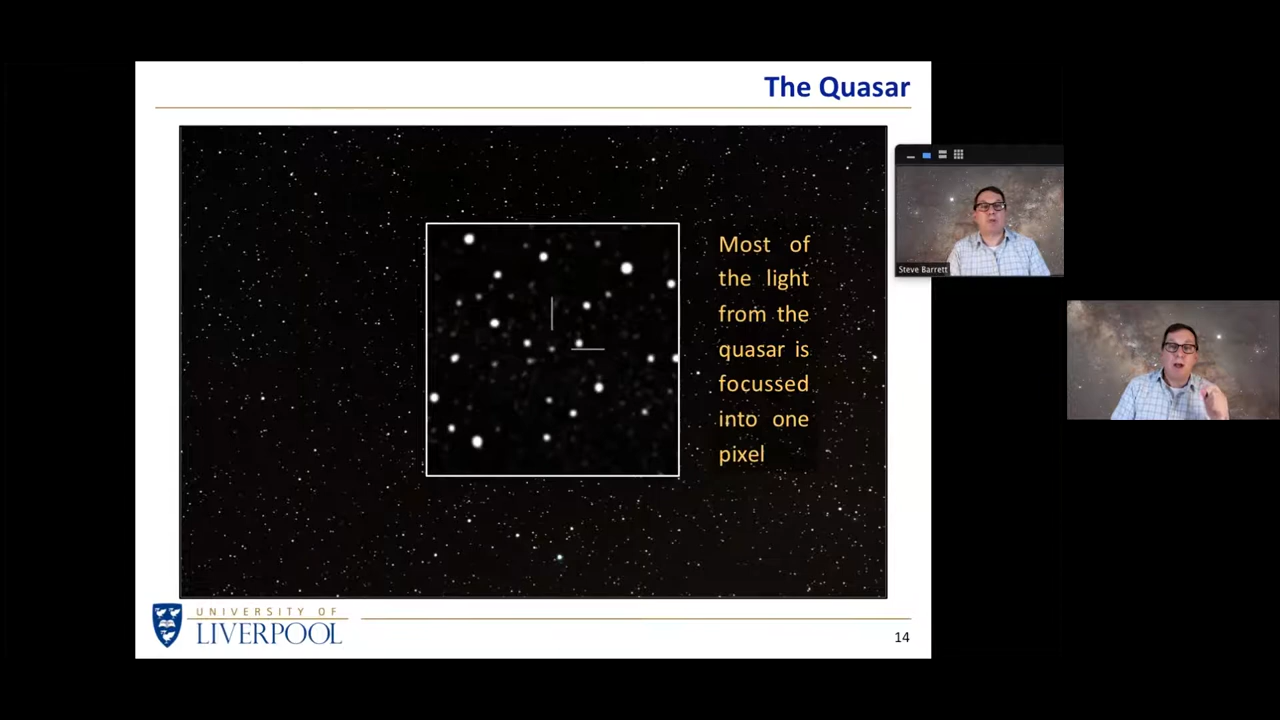 The Quasar
Most of
the light
from the
quasar is
focussed
into one
pixel
Steve Barrett
UNIVERSITY OF
LIVERPOOL
14